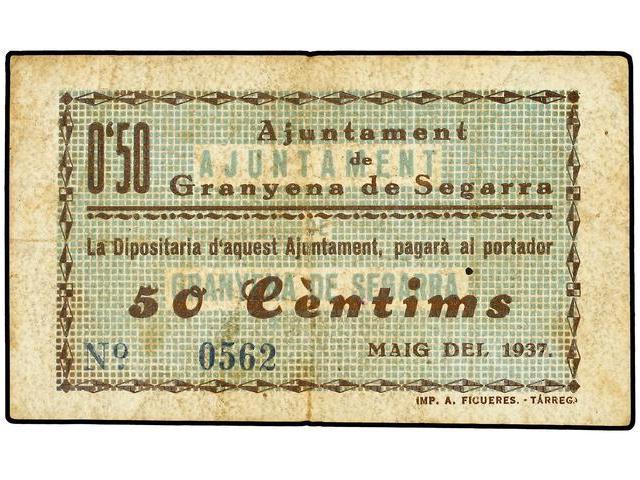 0'50
Ajuntament
de
Granyena de Segarra
AJUNTAMENT
DE
GRANYENA DE SEGARRA
La Dipositaria d'aquest Ajuntament, pagarà al portador
50 Cèntims
Nº 0562
MAIG DEL 1937.
IMP. A. FIGUERES. - TÀRREGA